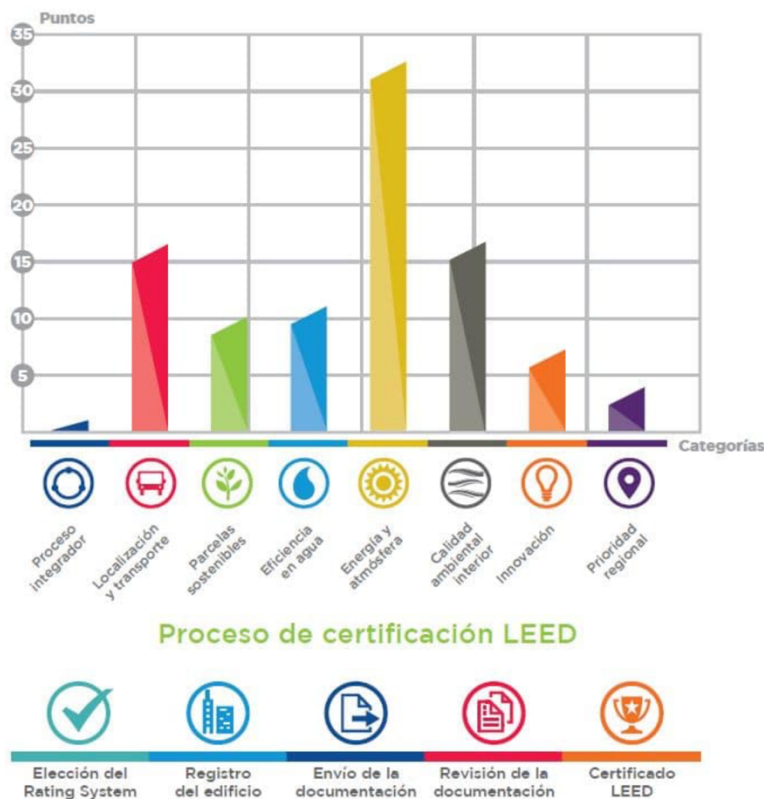 Puntos
35
30
25
20
15
10
5
Categorías
Proceso
integrador
Localización
y transporte
Parcelas
sostenibles
Eficiencia
en agua
Energía y
atmósfera
Calidad
ambiental
interior
Innovación
Prioridad
regional
Proceso de certificación LEED
Elección del
Rating System
Registro
del edificio
Envío de la
documentación
Revisión de la
documentación
Certificado
LEED